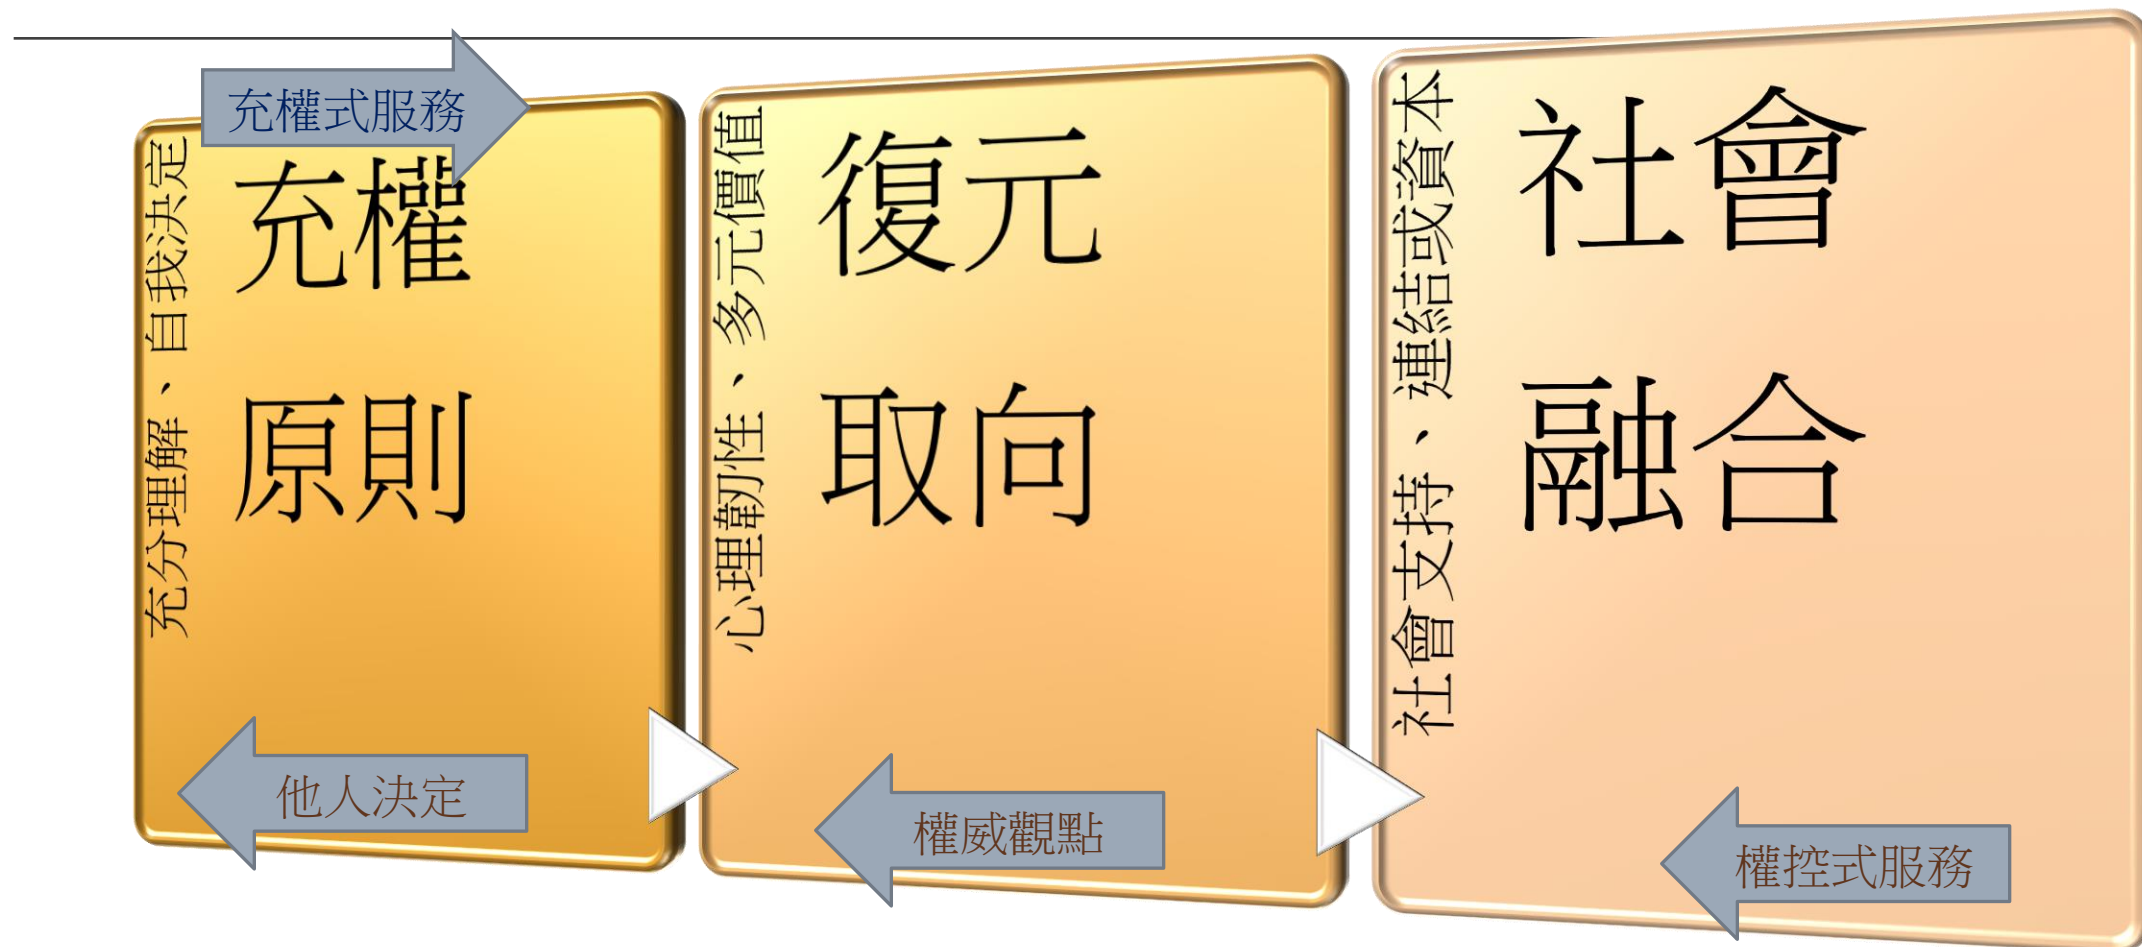 充權式服務
充分理解、自我決定
充權
原則
他人決定
心理韌性、多元價值
復元
取向
權威觀點
社會支持、連結或資本
社會
融合
權控式服務